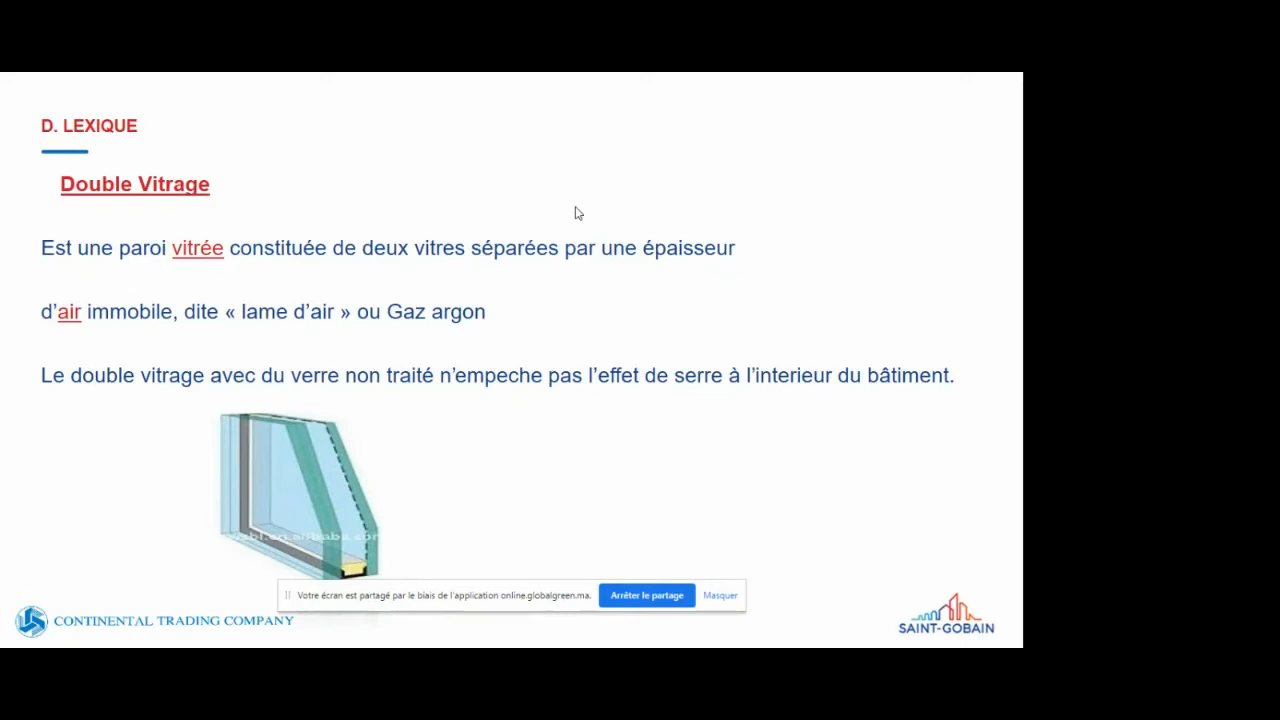 D. LEXIQUE
Double Vitrage
Est une paroi vitrée constituée de deux vitres séparées par une épaisseur
d'air immobile, dite « lame d'air » ou Gaz argon
Le double vitrage avec du verre non traité n'empeche pas l'effet de serre à l'interieur du bâtiment.
Votre écran est partagé par le biais de l'application online.globalgreen.ma.
Arrêter le partage
Masquer
CONTINENTAL TRADING COMPANY
SAINT-GOBAIN